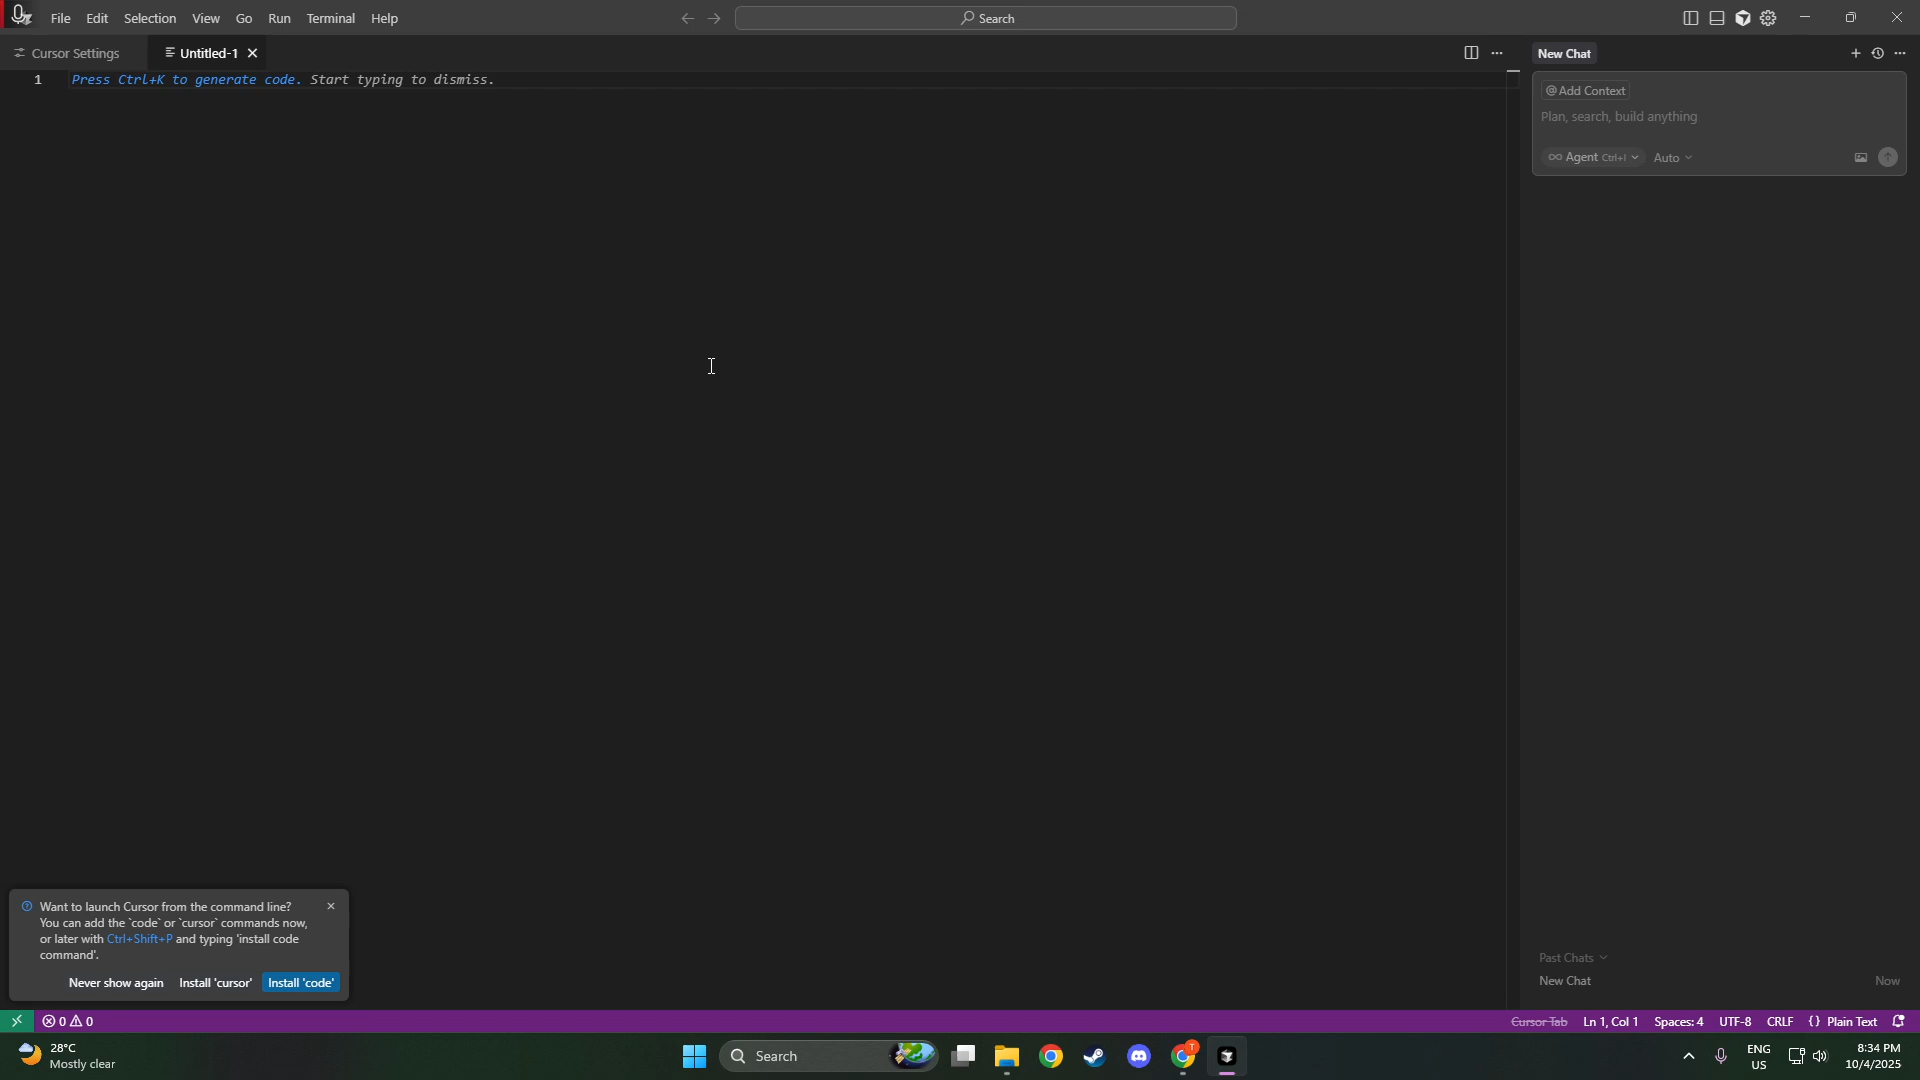 File Edit Selection View Go Run Terminal Help
Search
Cursor Settings
Untitled-1
New Chat
1 Press Ctrl+K to generate code. Start typing to dismiss.
@ Add Context
Plan, search, build anything
Agent Ctrl+I
Auto
Want to launch Cursor from the command line?
You can add the `code` or `cursor` commands now,
or later with Ctrl+Shift+P and typing 'install code
command'.
Never show again
Install 'cursor'
Install 'code'
Past Chats
New Chat
Now
0 0
Cursor Tab
Ln 1, Col 1
Spaces: 4
UTF-8
CRLF
{} Plain Text
28°C
Mostly clear
Search
T
ENG
US
8:34 PM
10/4/2025